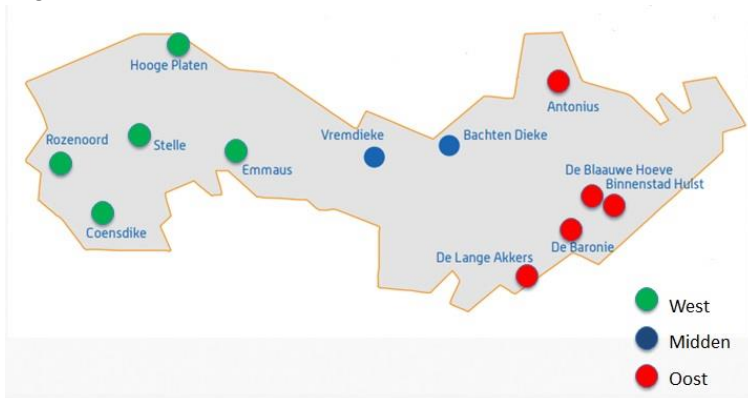 Hooge Platen
Antonius
Vremdieke
Bachten Dieke
Rozenoord
Stelle
Emmaus
De Blaauwe Hoeve
Binnenstad Hulst
Coensdike
De Baronie
De Lange Akkers
West
Midden
Oost